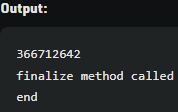 Output:
366712642
finalize method called
end